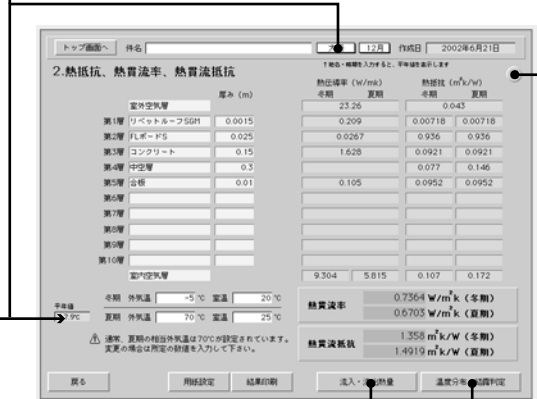 トップ画面へ 件名 12月 作成日 2002年6月21日
↑地名・時期を入力すると、平年値を表示します
2.熱抵抗、熱貫流率、熱貫流抵抗
熱伝導率 (W/mk) 熱抵抗 (m²k/W)
厚み (m) 冬期 夏期 冬期 夏期
室外空気層 23.26 0.043
第1層 リベットルーフSGM 0.0015 0.209 0.00718 0.00718
第2層 FLボードS 0.025 0.0267 0.936 0.936
第3層 コンクリート 0.15 1.628 0.0921 0.0921
第4層 中空層 0.3 0.077 0.146
第5層 合板 0.01 0.105 0.0952 0.0952
第6層
第7層
第8層
第9層
第10層
室内空気層 9.304 5.815 0.107 0.172
冬期 外気温 -5 ℃ 室温 20 ℃
夏期 外気温 70 ℃ 室温 25 ℃
平年値
熱貫流率 0.7364 W/m²k (冬期)
0.6703 W/m²k (夏期)
⚠ 通常、夏期の相当外気温は70℃が設定されています。
変更の場合は所定の数値を入力して下さい。
熱貫流抵抗 1.358 m²k/W (冬期)
1.4919 m²k/W (夏期)
戻る 用紙設定 結果印刷 流入・熱量 温度分布・結露判定